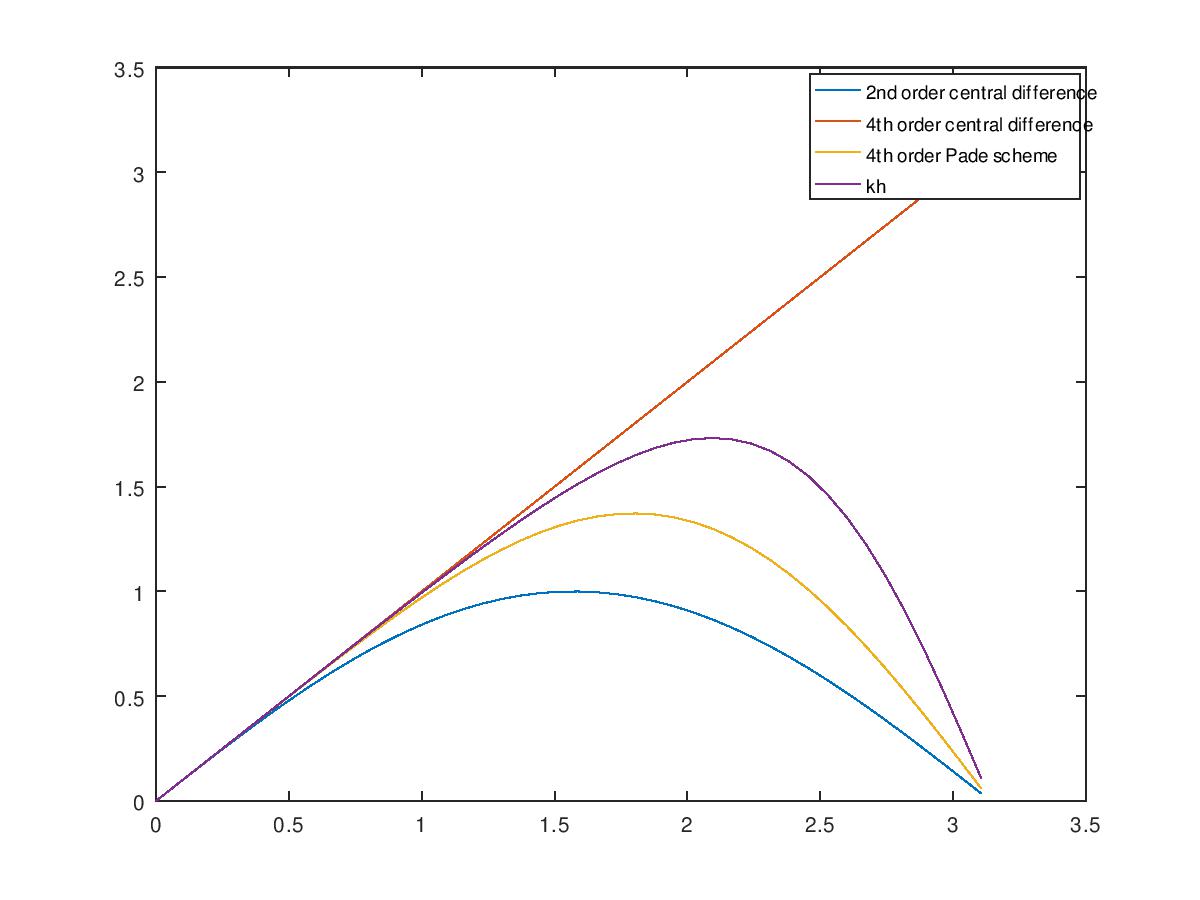 3.5
3
2.5
2
1.5
1
0.5
0
0 0.5 1 1.5 2 2.5 3 3.5
2nd order central difference
4th order central difference
4th order Pade scheme
kh